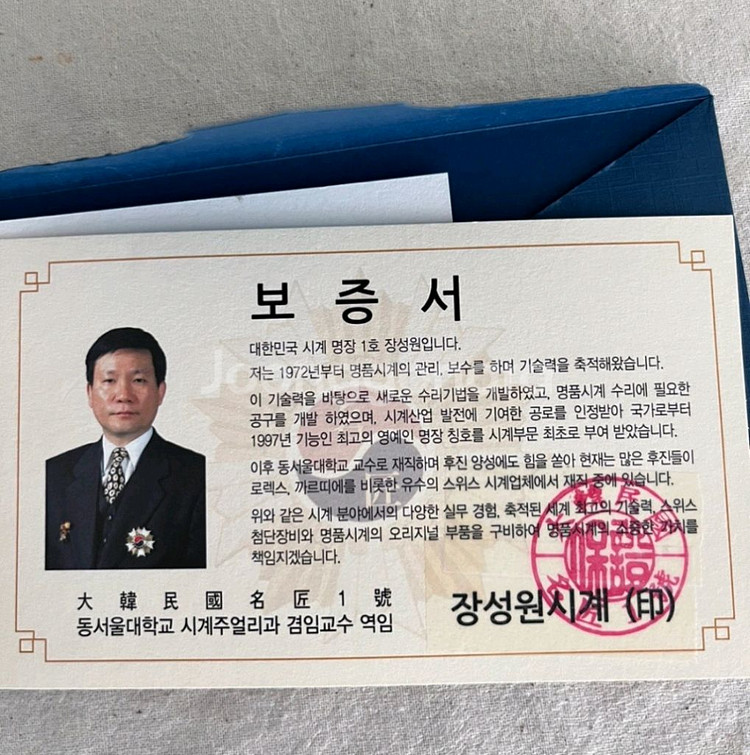 보 증 서
대한민국 시계 명장 1호 장성원입니다.
저는 1972년부터 명품시계의 관리, 보수를 하며 기술력을 축적해왔습니다.
이 기술력을 바탕으로 새로운 수리기법을 개발하였고, 명품시계 수리에 필요한
공구를 개발 하였으며, 시계산업 발전에 기여한 공로를 인정받아 국가로부터
1997년 기능인 최고의 영예인 명장 칭호를 시계부문 최초로 부여 받았습니다.
이후 동서울대학교 교수로 재직하며 후진 양성에도 힘을 쏟아 현재는 많은 후진들이
로렉스, 까르띠에를 비롯한 유수의 스위스 시계업체에서 재직 중에 있습니다.
위와 같은 시계 분야에서의 다양한 실무 경험, 축적된 세계 최고의 기술력, 스위스
첨단장비와 명품시계의 오리지널 부품을 구비하여 명품시계의 소중한 가치를
책임지겠습니다.
大韓民國名匠1號
동서울대학교 시계주얼리과 겸임교수 역임
장성원시계 (印)